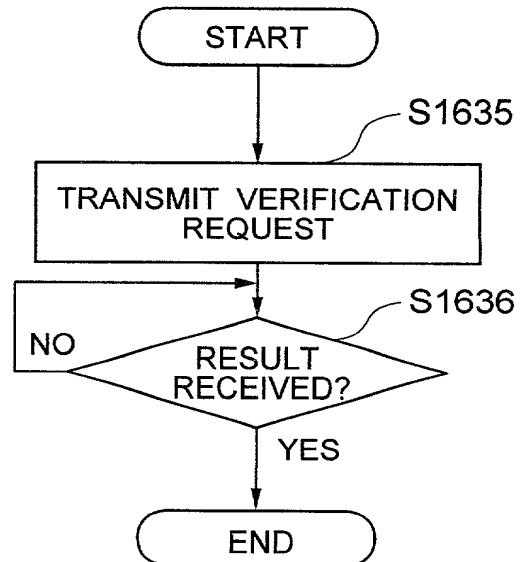 START
S1635
TRANSMIT VERIFICATION
REQUEST
S1636
NO
RESULT
RECEIVED?
YES
END